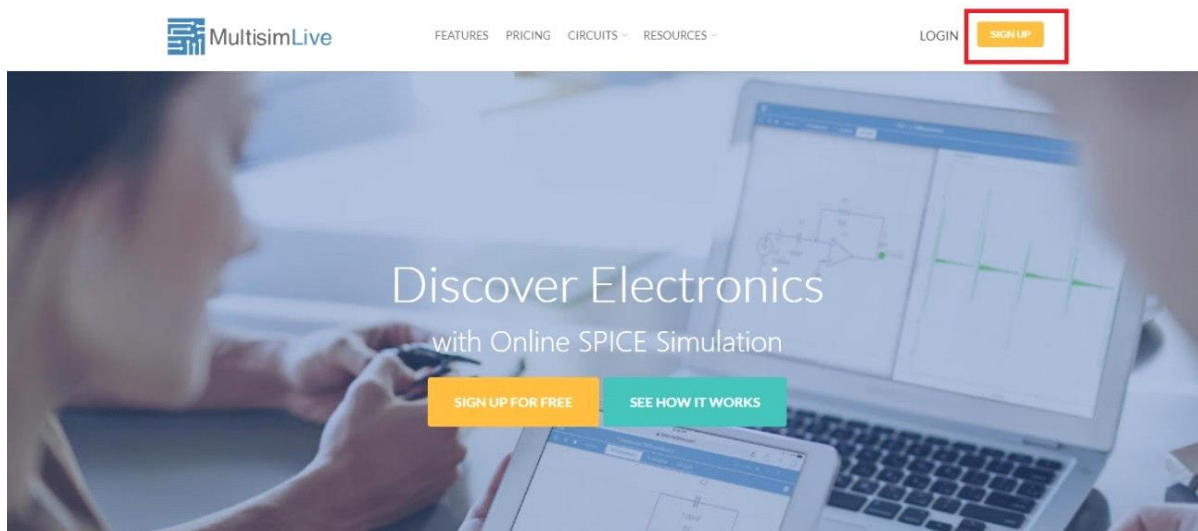 MultisimLive
FEATURES PRICING CIRCUITS RESOURCES
LOGIN SIGN UP
Discover Electronics
with Online SPICE Simulation
SIGN UP FOR FREE SEE HOW IT WORKS